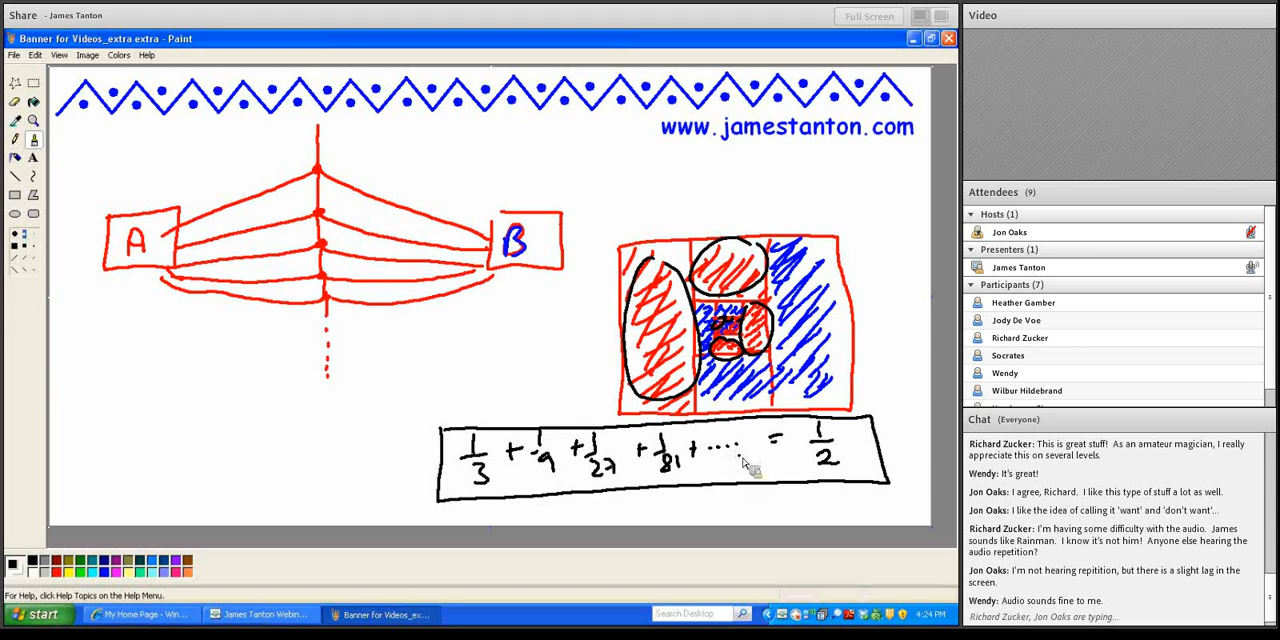 Share - James Tanton
Full Screen
Banner for Videos_extra extra - Paint
File Edit View Image Colors Help
www.jamestanton.com
A
B
1/3 + 1/9 + 1/27 + 1/81 + .... = 1/2
For Help, click Help Topics on the Help Menu.
start
My Home Page - Win...
James Tanton Webin...
Banner for Videos_ex...
Search Desktop
4:24 PM
Video
Attendees (9)
Hosts (1)
Jon Oaks
Presenters (1)
James Tanton
Participants (7)
Heather Gamber
Jody De Voe
Richard Zucker
Socrates
Wendy
Wilbur Hildebrand
Chat (Everyone)
Richard Zucker: This is great stuff! As an amateur magician, I really
appreciate this on several levels.
Wendy: It's great!
Jon Oaks: I agree, Richard. I like this type of stuff a lot as well.
Jon Oaks: I like the idea of calling it 'want' and 'don't want'...
Richard Zucker: I'm having some difficulty with the audio. James
sounds like Rainman. I know it's not him! Anyone else hearing the
audio repetition?
Jon Oaks: I'm not hearing repitition, but there is a slight lag in the
screen.
Wendy: Audio sounds fine to me.
Richard Zucker, Jon Oaks are typing...